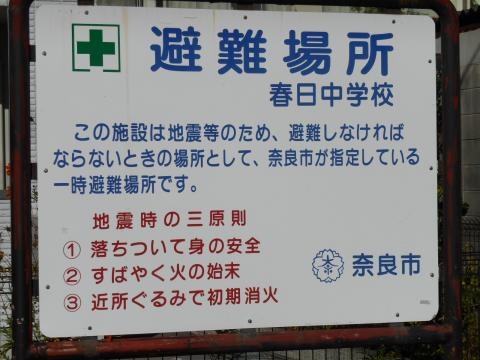 避難場所
春日中学校
この施設は地震等のため、避難しなければ
ならないときの場所として、奈良市が指定している
一時避難場所です。
地震時の三原則
① 落ちついて身の安全
② すばやく火の始末
③ 近所ぐるみで初期消火
奈良市